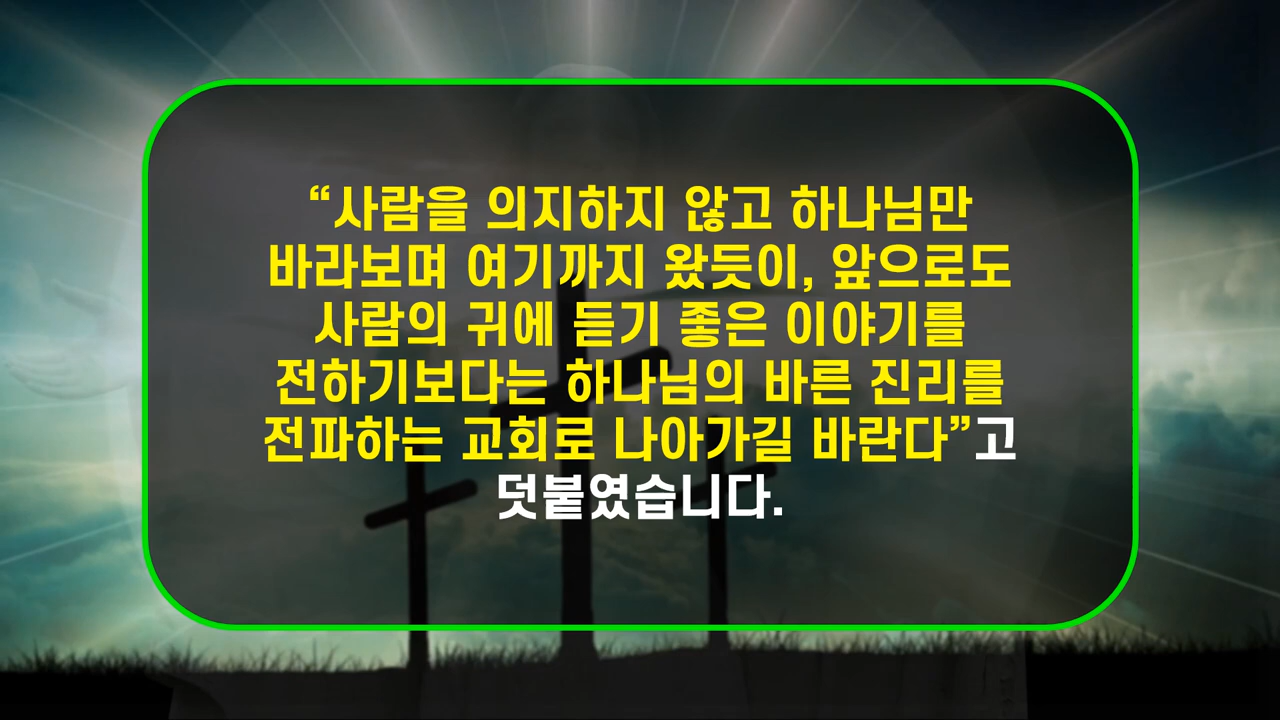 “사람을 의지하지 않고 하나님만
바라보며 여기까지 왔듯이, 앞으로도
사람의 귀에 듣기 좋은 이야기를
전하기보다는 하나님의 바른 진리를
전파하는 교회로 나아가길 바란다”고
덧붙였습니다.